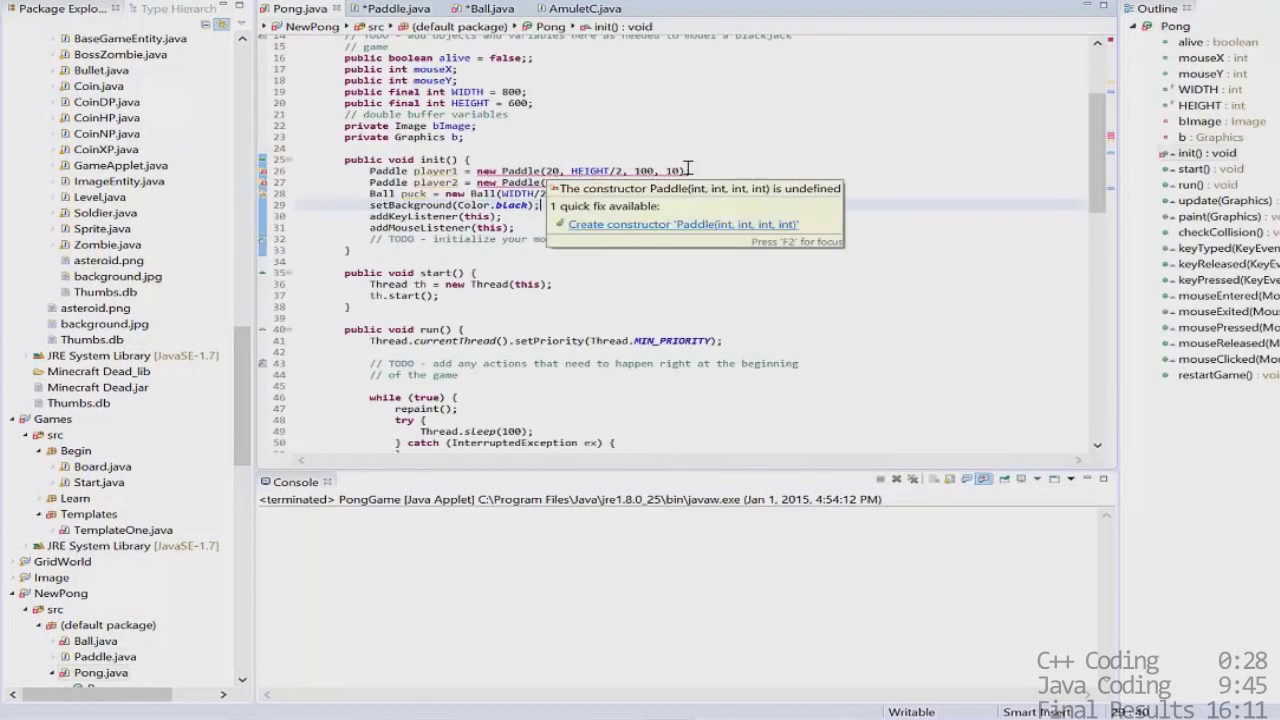 Package Explo...
Type Hierarch
BaseGameEntity.java
BossZombie.java
Bullet.java
Coin.java
CoinDP.java
CoinHP.java
CoinNP.java
CoinXP.java
GameApplet.java
ImageEntity.java
Level.java
Soldier.java
Sprite.java
Zombie.java
asteroid.png
background.jpg
Thumbs.db
asteroid.png
background.jpg
Thumbs.db
JRE System Library [JavaSE-1.7]
Minecraft Dead_lib
Minecraft Dead.jar
Thumbs.db
Games
src
Begin
Board.java
Start.java
Learn
Templates
TemplateOne.java
JRE System Library [JavaSE-1.7]
GridWorld
Image
NewPong
src
(default package)
Ball.java
Paddle.java
Pong.java
Pong.java
*Paddle.java
*Ball.java
AmuletC.java
NewPong src (default package) Pong init() : void
14 // TODO - add objects and variables here as needed to model a blackjack
15 // game
16 public boolean alive = false;;
17 public int mouseX;
18 public int mouseY;
19 public final int WIDTH = 800;
20 public final int HEIGHT = 600;
21 // double buffer variables
22 private Image bImage;
23 private Graphics b;
24
25 public void init() {
26 Paddle player1 = new Paddle(20, HEIGHT/2, 100, 10)
27 Paddle player2 = new Paddle(
28 Ball puck = new Ball(WIDTH/2
29 setBackground(Color.black);
30 addKeyListener(this);
31 addMouseListener(this);
32 // TODO - initialize your mo
33 }
34
35 public void start() {
36 Thread th = new Thread(this);
37 th.start();
38 }
39
40 public void run() {
41 Thread.currentThread().setPriority(Thread.MIN_PRIORITY);
42
43 // TODO - add any actions that need to happen right at the beginning
44 // of the game
45
46 while (true) {
47 repaint();
48 try {
49 Thread.sleep(100);
50 } catch (InterruptedException ex) {
The constructor Paddle(int, int, int, int) is undefined
1 quick fix available:
Create constructor 'Paddle(int, int, int, int)'
Press 'F2' for focus
Console
<terminated> PongGame [Java Applet] C:\Program Files\Java\jre1.8.0_25\bin\javaw.exe (Jan 1, 2015, 4:54:12 PM)
Outline
Pong
alive : boolean
mouseX : int
mouseY : int
WIDTH : int
HEIGHT : int
bImage : Image
b : Graphics
init() : void
start() : void
run() : void
update(Graphics)
paint(Graphics) :
checkCollision() :
keyTyped(KeyEve
keyReleased(KeyE
keyPressed(KeyEv
mouseEntered(Mo
mouseExited(Mou
mousePressed(Mo
mouseReleased(M
mouseClicked(Mo
restartGame() : vo
C++ Coding 0:28
Java Coding 9:45
Final Results 16:11
Writable
Smart Insert
29 : 40